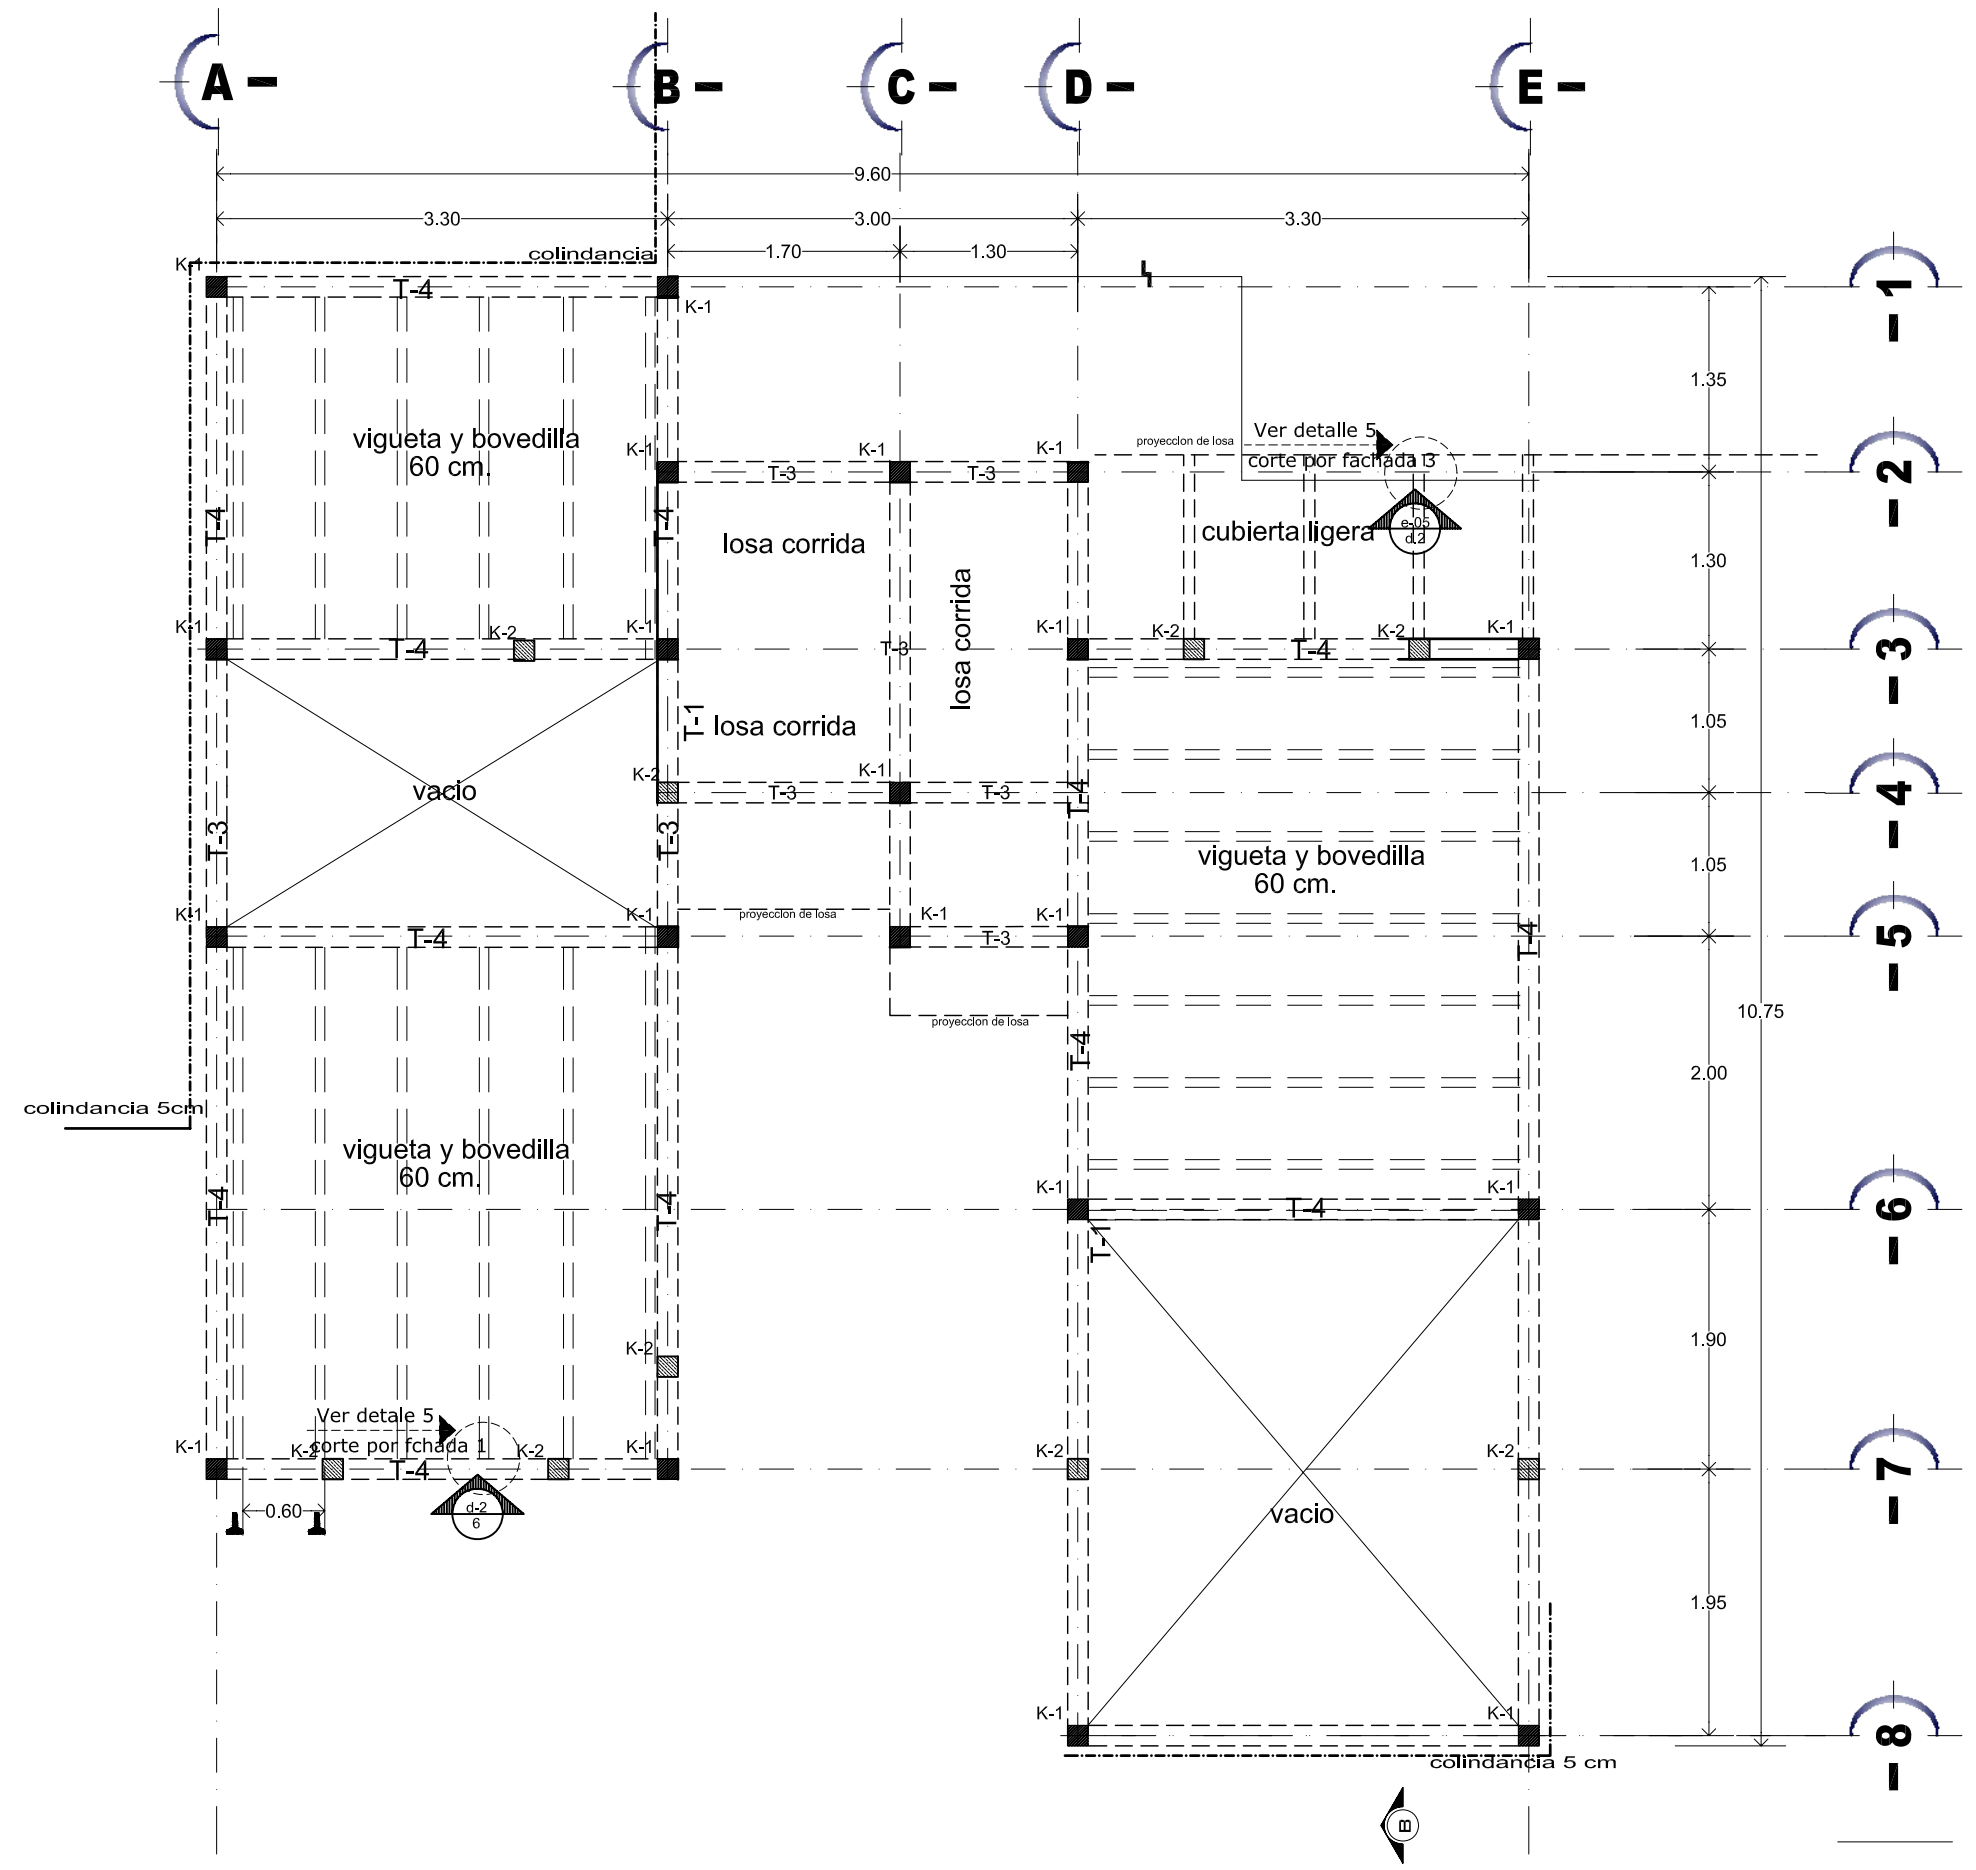 A -
B -
C -
D -
E -
9.60
3.30
3.00
3.30
1.70
1.30
colindancia
K-1
T-4
K-1
- 1
1.35
vigueta y bovedilla
60 cm.
K-1
K-1
K-1
proyeccion de losa
Ver detalle 5
corte por fachada 3
T-3
T-3
- 2
T-4
T-4
losa corrida
cubierta ligera
e-05
d.2
1.30
losa corrida
K-1
K-2
K-1
K-1
K-2
K-2
K-1
T-4
T-3
T-4
- 3
T-1
losa corrida
1.05
K-2
K-1
vacio
T-3
T-3
T-4
- 4
T-3
T-3
vigueta y bovedilla
60 cm.
1.05
K-1
K-1
K-1
K-1
proyeccion de losa
T-4
T-3
T-4
- 5
10.75
proyeccion de losa
T-4
2.00
colindancia 5cm
vigueta y bovedilla
60 cm.
T-4
T-4
K-1
K-1
T-4
- 6
T-1
1.90
K-2
Ver detale 5
corte por fchada 1
K-1
K-2
K-2
K-1
K-2
K-2
T-4
- 7
0.60
d-2
6
vacio
1.95
K-1
K-1
- 8
colindancia 5 cm
B